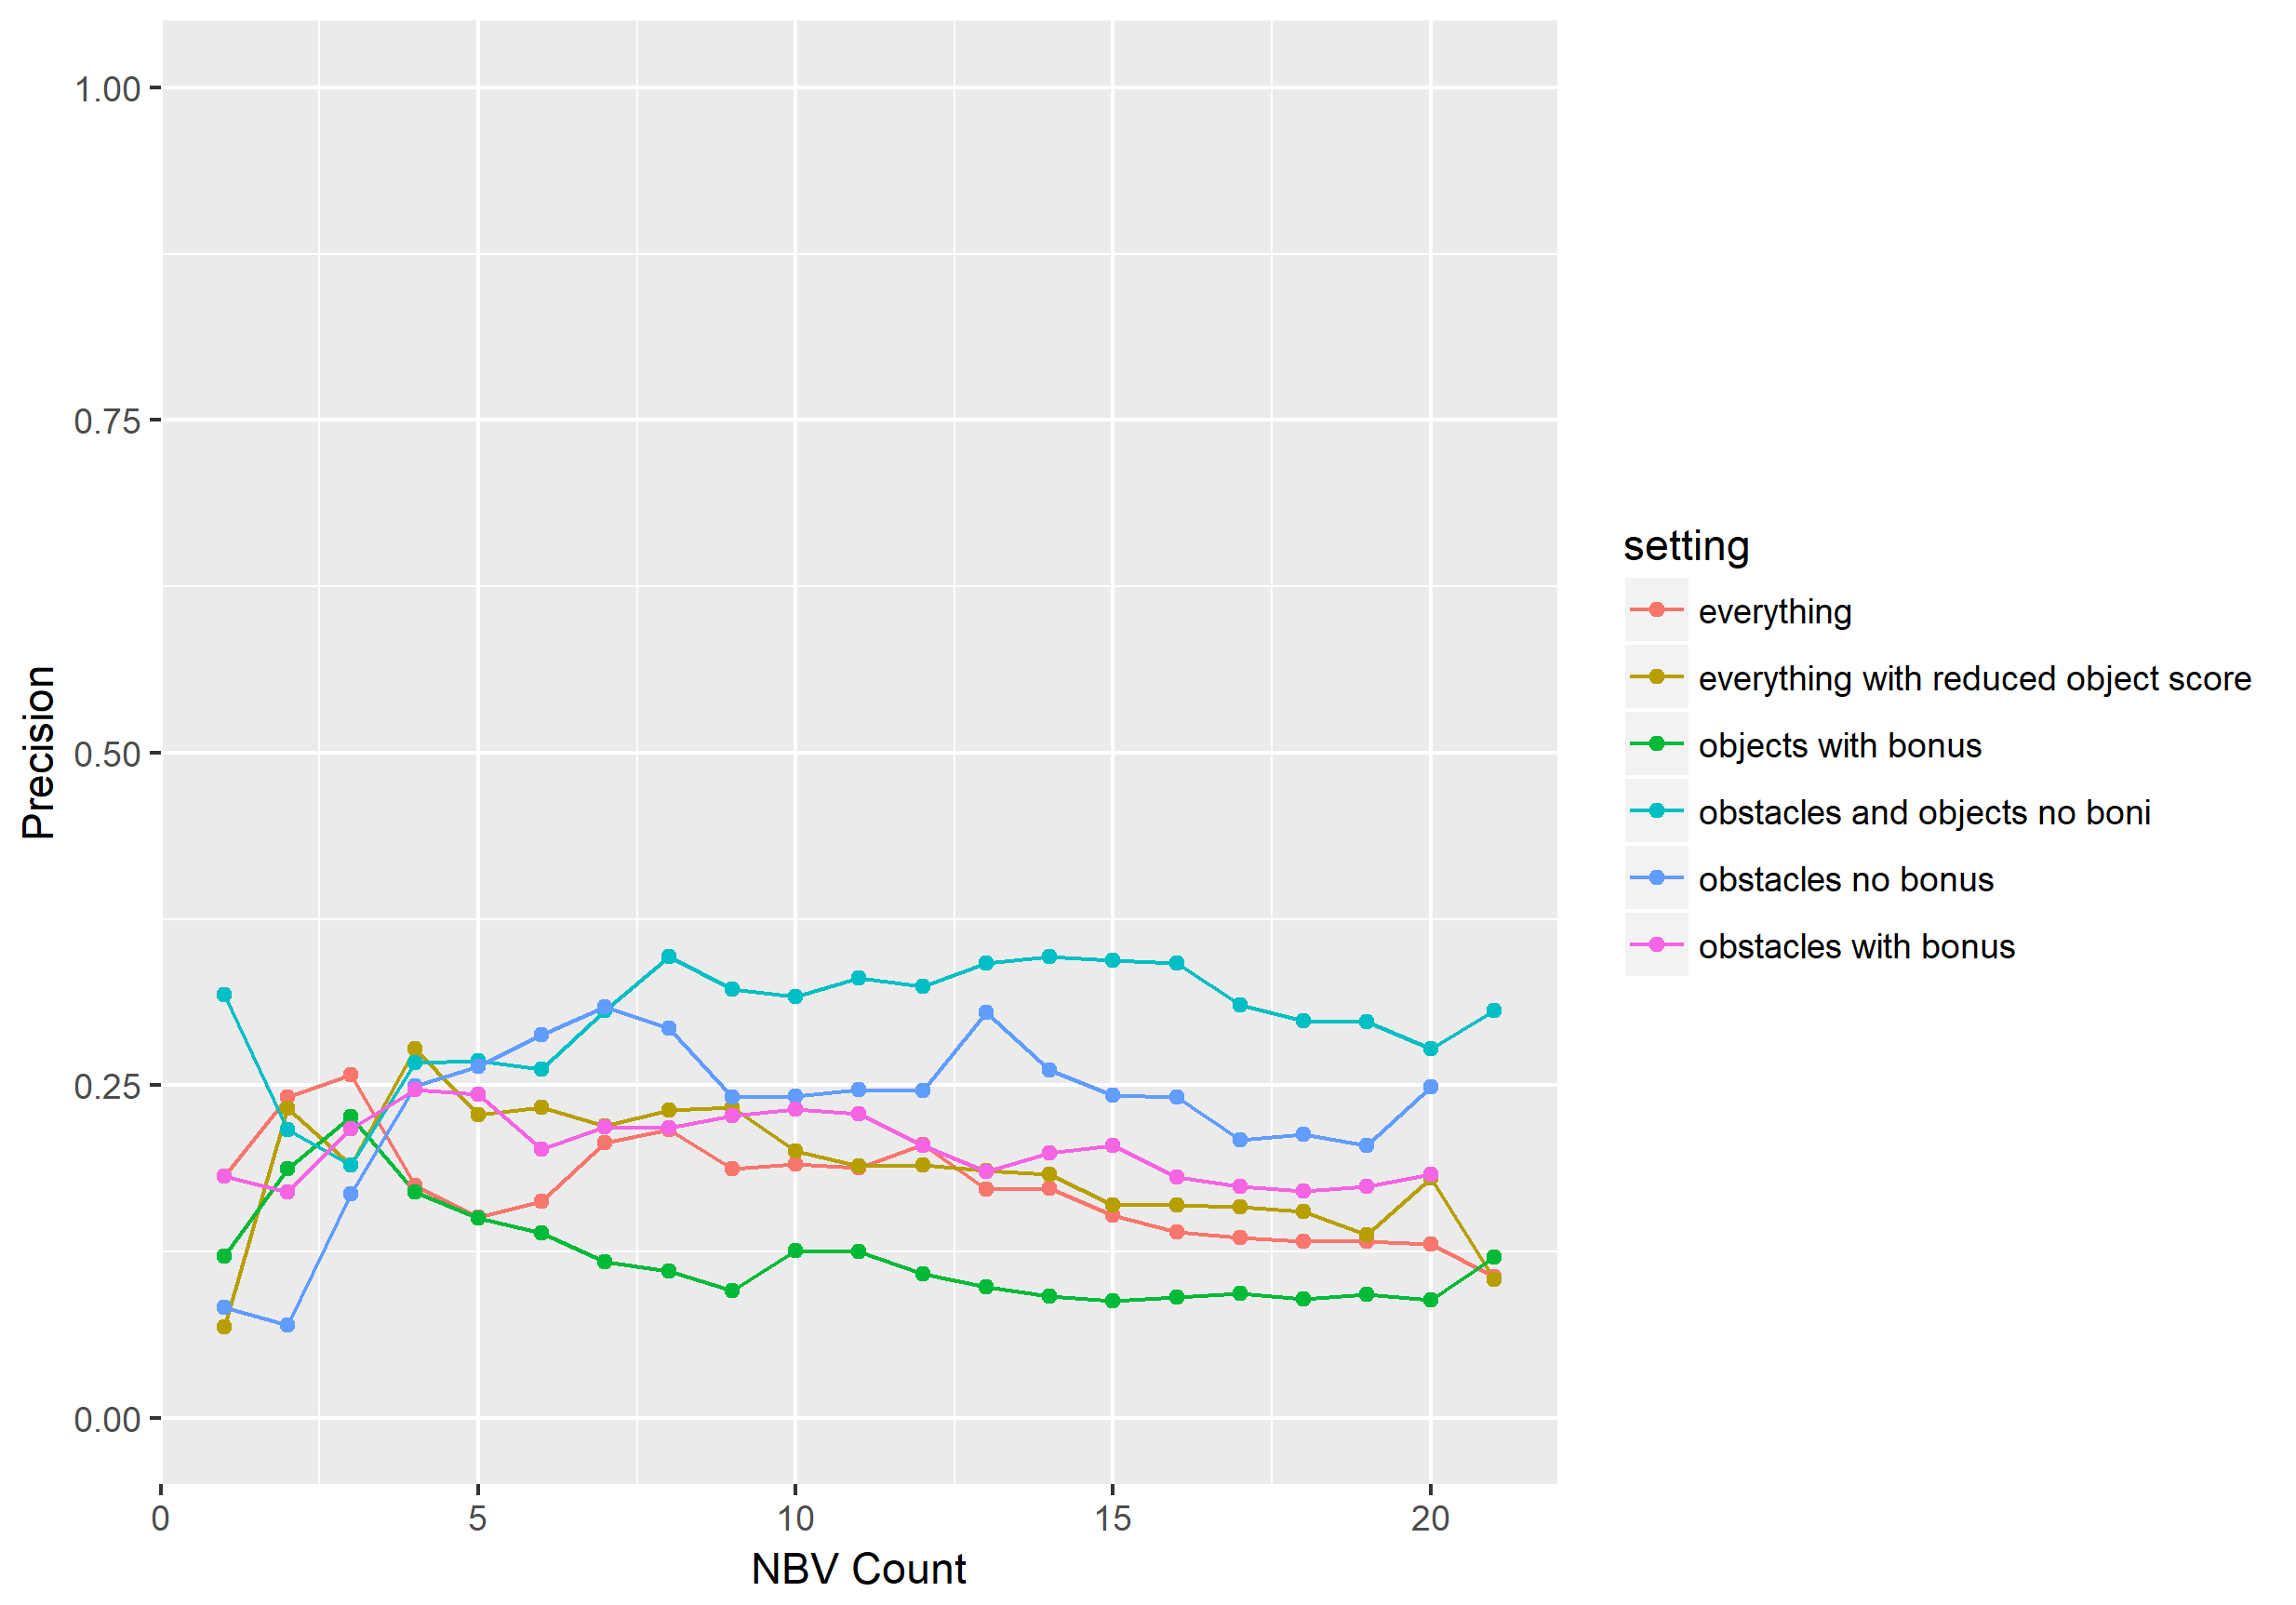 1.00
0.75
0.50
0.25
0.00
Precision
0
5
10
15
20
NBV Count
setting
everything
everything with reduced object score
objects with bonus
obstacles and objects no boni
obstacles no bonus
obstacles with bonus